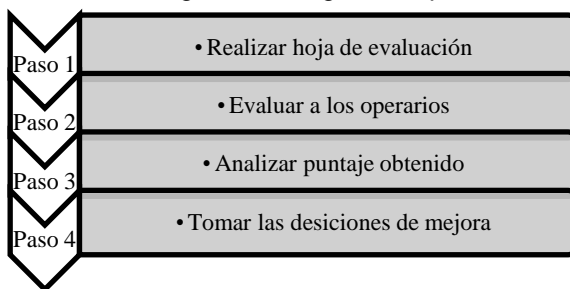 Paso 1
• Realizar hoja de evaluación
Paso 2
• Evaluar a los operarios
Paso 3
• Analizar puntaje obtenido
Paso 4
• Tomar las desiciones de mejora